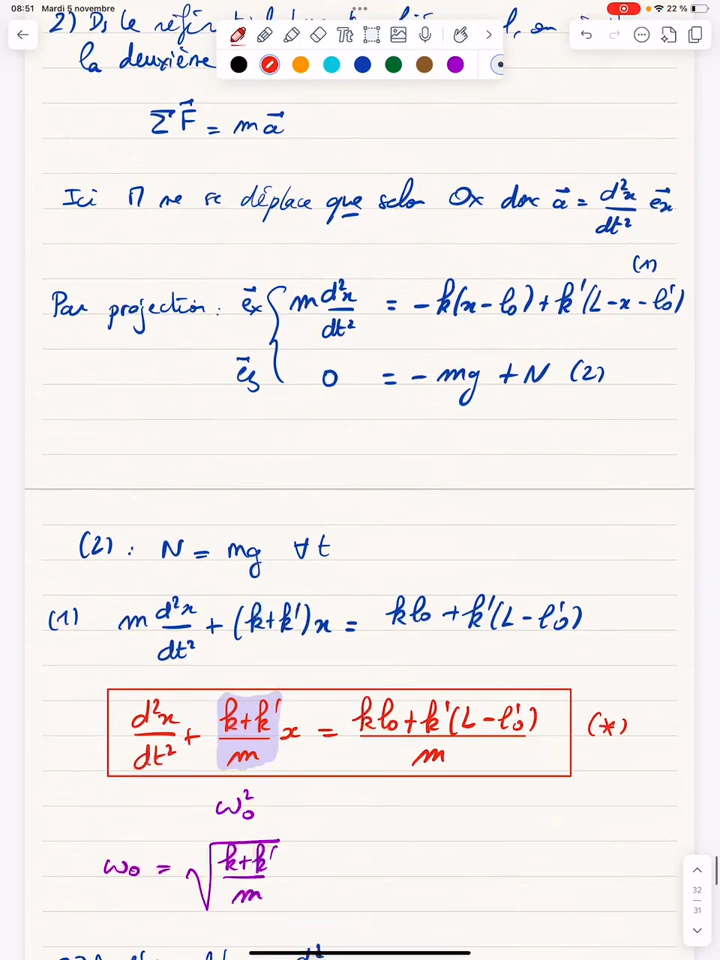 08:51 Mardi 5 novembre 22 %
2) Ds le
la deuxième
ΣF⃗ = ma⃗
Ici M ne se déplace que selon Ox donc a⃗ = d²x/dt² e⃗x
(1)
Par projection : e⃗x { m d²x/dt² = -k(x-l0) + k'(L-x-l0')
e⃗z 0 = -mg + N (2)
(2) : N = mg ∀t
(1) m d²x/dt² + (k+k')x = kl0 + k'(L-l0')
d²x/dt² + (k+k')/m x = (kl0 + k'(L-l0'))/m (*)
ω0²
ω0 = √((k+k')/m)
32
31